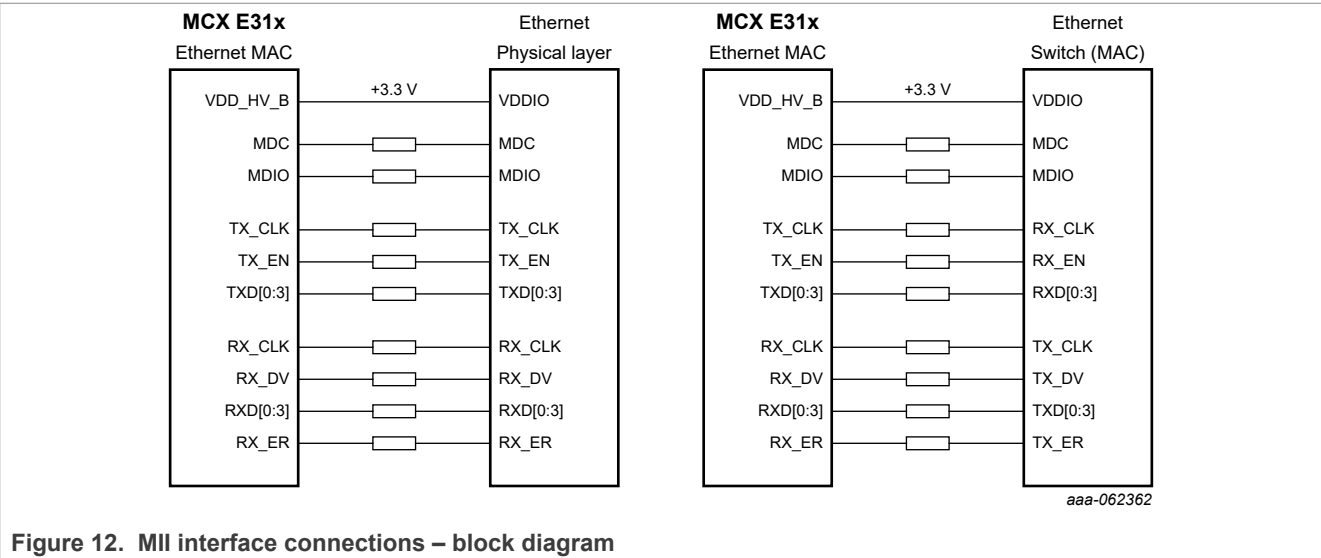 MCX E31x
Ethernet MAC
Ethernet
Physical layer
VDD_HV_B
+3.3 V
VDDIO
MDC
MDC
MDIO
MDIO
TX_CLK
TX_CLK
TX_EN
TX_EN
TXD[0:3]
TXD[0:3]
RX_CLK
RX_CLK
RX_DV
RX_DV
RXD[0:3]
RXD[0:3]
RX_ER
RX_ER
MCX E31x
Ethernet MAC
Ethernet
Switch (MAC)
VDD_HV_B
+3.3 V
VDDIO
MDC
MDC
MDIO
MDIO
TX_CLK
RX_CLK
TX_EN
RX_EN
TXD[0:3]
RXD[0:3]
RX_CLK
TX_CLK
RX_DV
TX_DV
RXD[0:3]
TXD[0:3]
RX_ER
TX_ER
aaa-062362
Figure 12. MII interface connections – block diagram